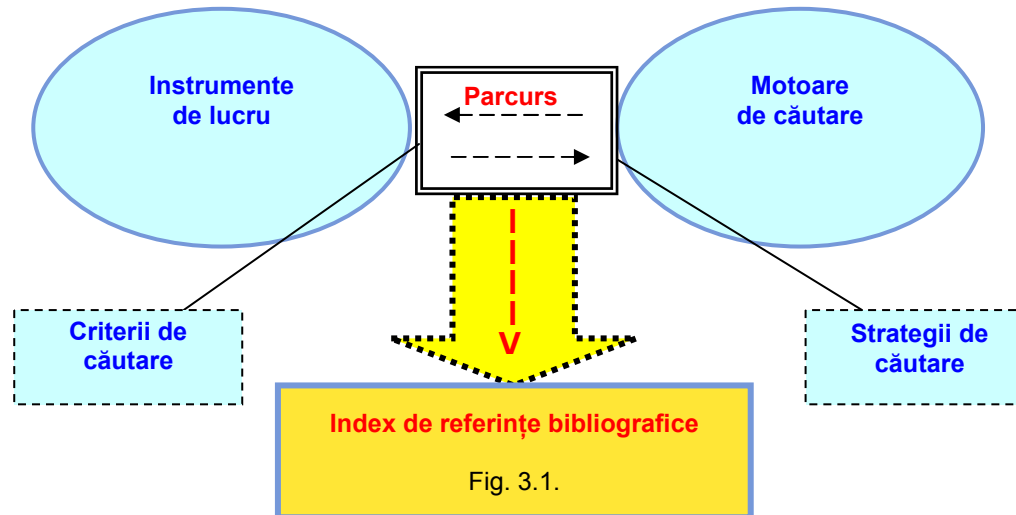 Instrumente
de lucru
Parcurs
Motoare
de căutare
Criterii de
căutare
Strategii de
căutare
Index de referințe bibliografice
Fig. 3.1.